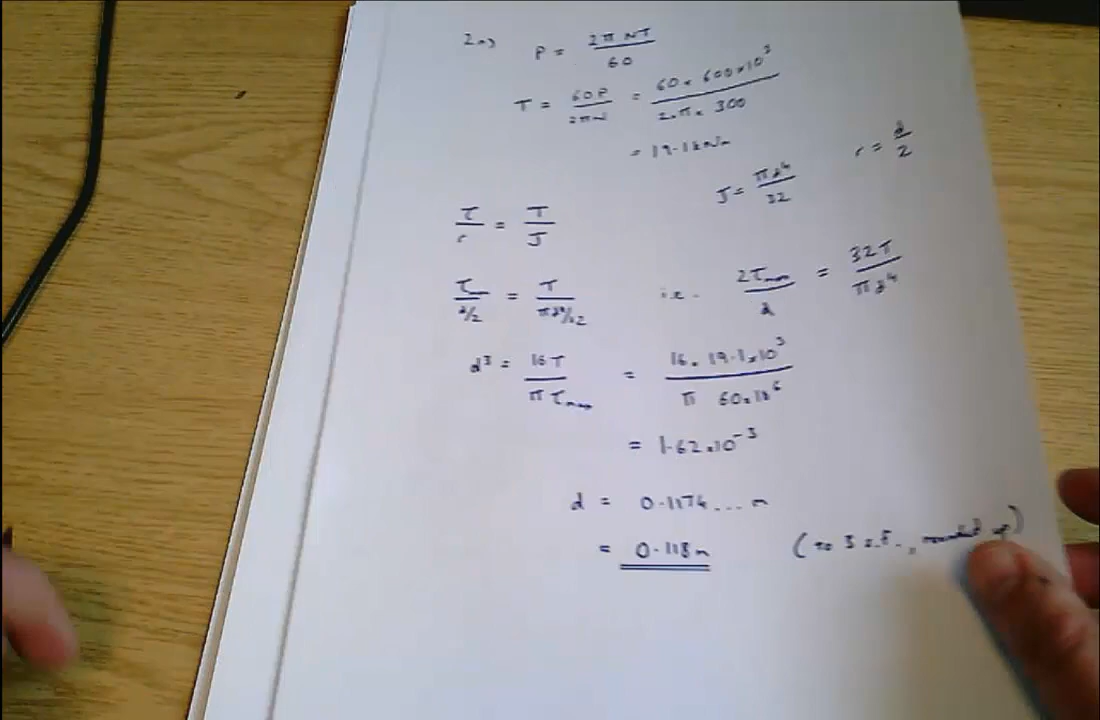 2a)
P = 2πNT / 60
T = 60P / 2πN = 60 × 600×10³ / 2.π × 300
= 19.1kNm
J = πd⁴ / 32
r = d / 2
τ / r = T / J
τ / d/2 = T / πd⁴/32
i.e. 2τmax / d = 32T / πd⁴
d³ = 16T / πτmax = 16 × 19.1×10³ / π 60×10⁶
= 1.62×10⁻³
d = 0.1174... m
= 0.118m
(to 3 s.f., rounded up)